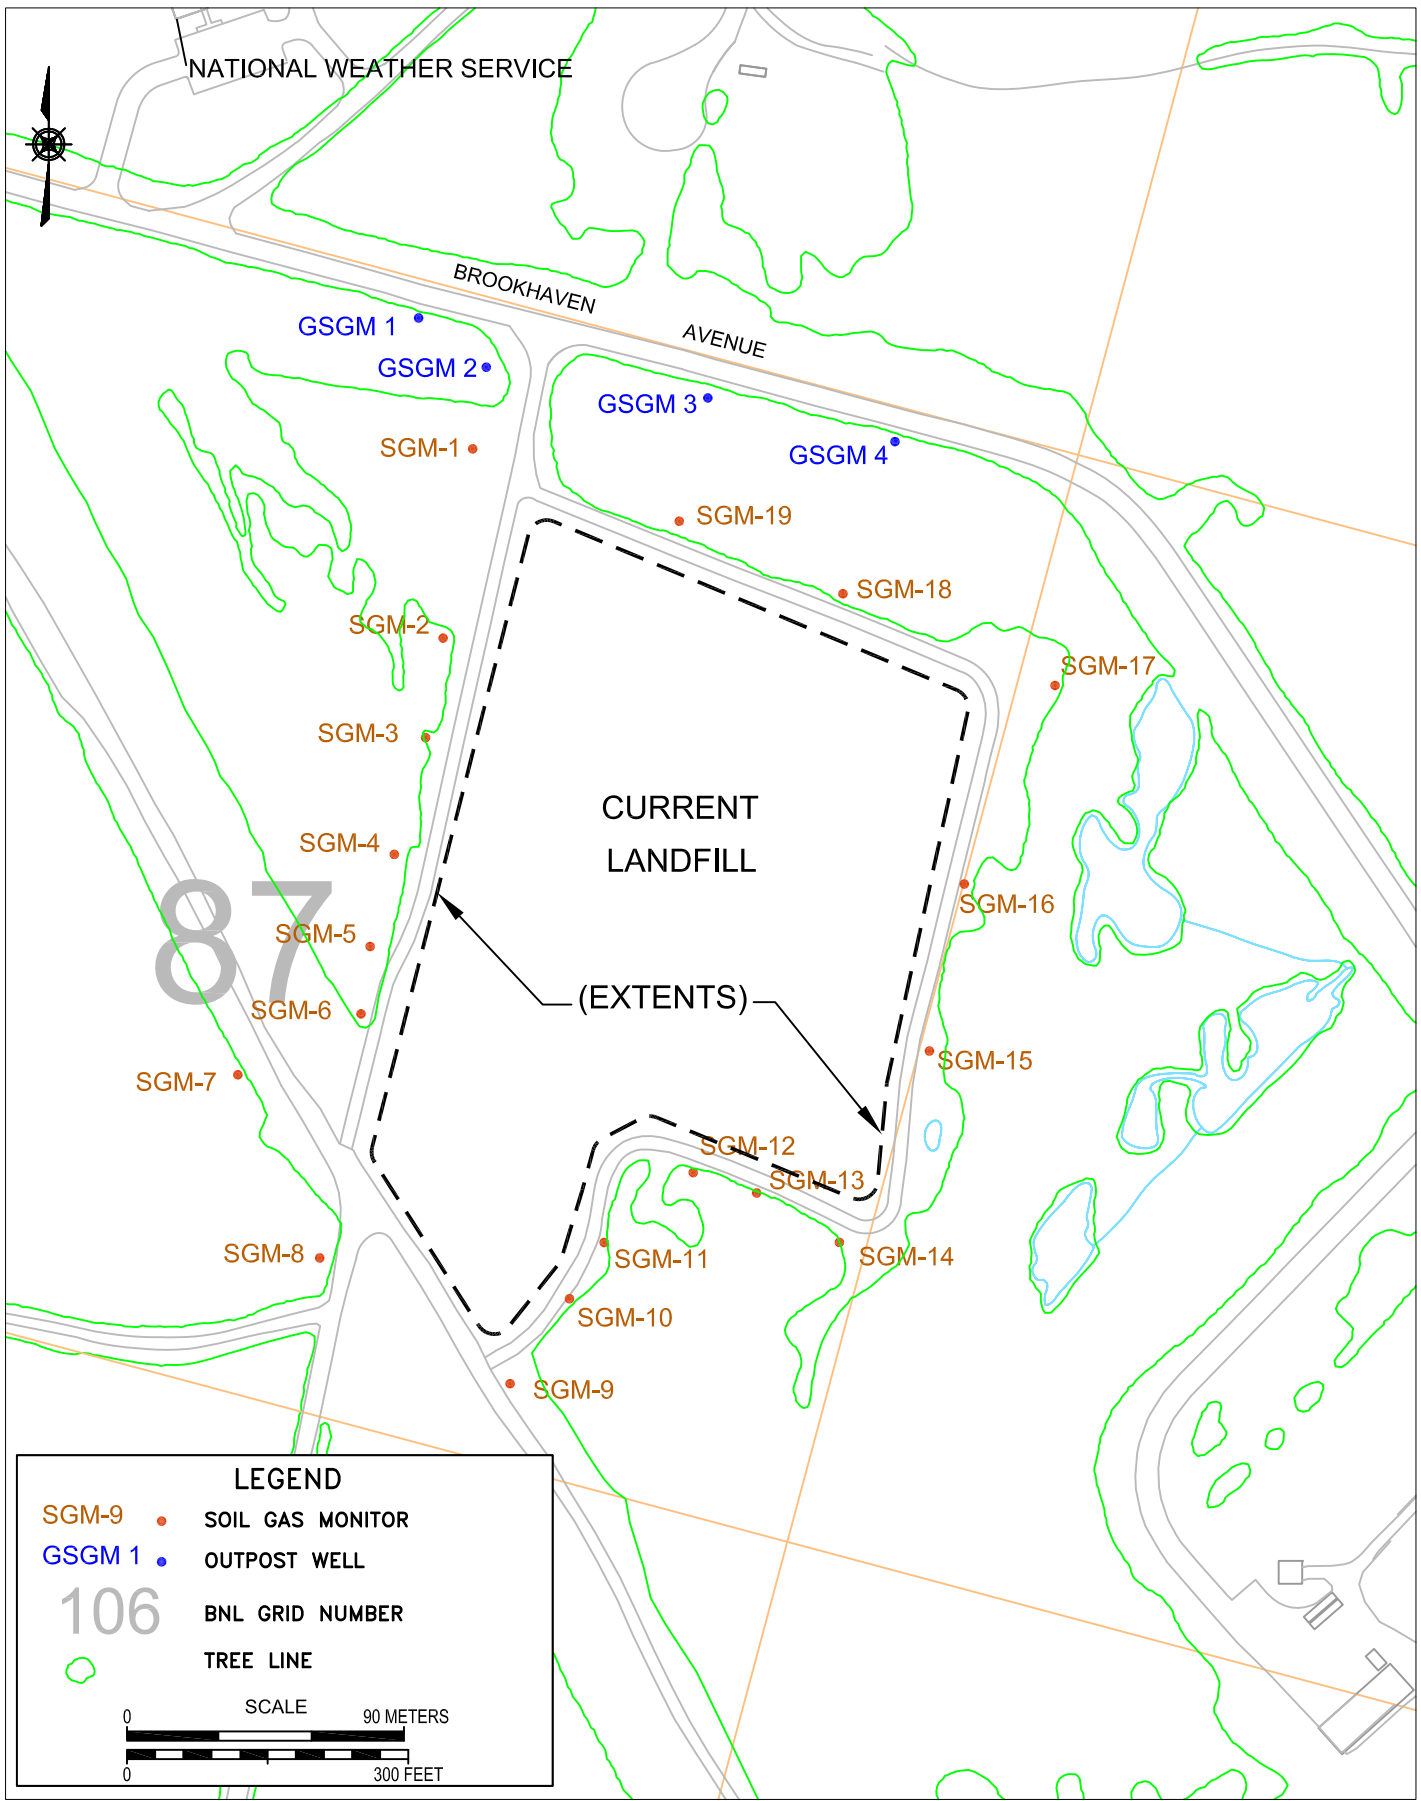 NATIONAL WEATHER SERVICE
BROOKHAVEN
AVENUE
GSGM 1
GSGM 2
GSGM 3
GSGM 4
SGM-1
SGM-19
SGM-18
SGM-2
SGM-17
SGM-3
CURRENT
LANDFILL
SGM-4
87
SGM-16
SGM-5
(EXTENTS)
SGM-6
SGM-15
SGM-7
SGM-12
SGM-13
SGM-8
SGM-11
SGM-14
SGM-10
SGM-9
LEGEND
SGM-9 SOIL GAS MONITOR
GSGM 1 OUTPOST WELL
106 BNL GRID NUMBER
TREE LINE
SCALE
0 90 METERS
0 300 FEET